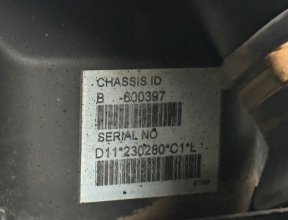 CHASSIS ID
B -600397
SERIAL NO
D11*230280*C1*E